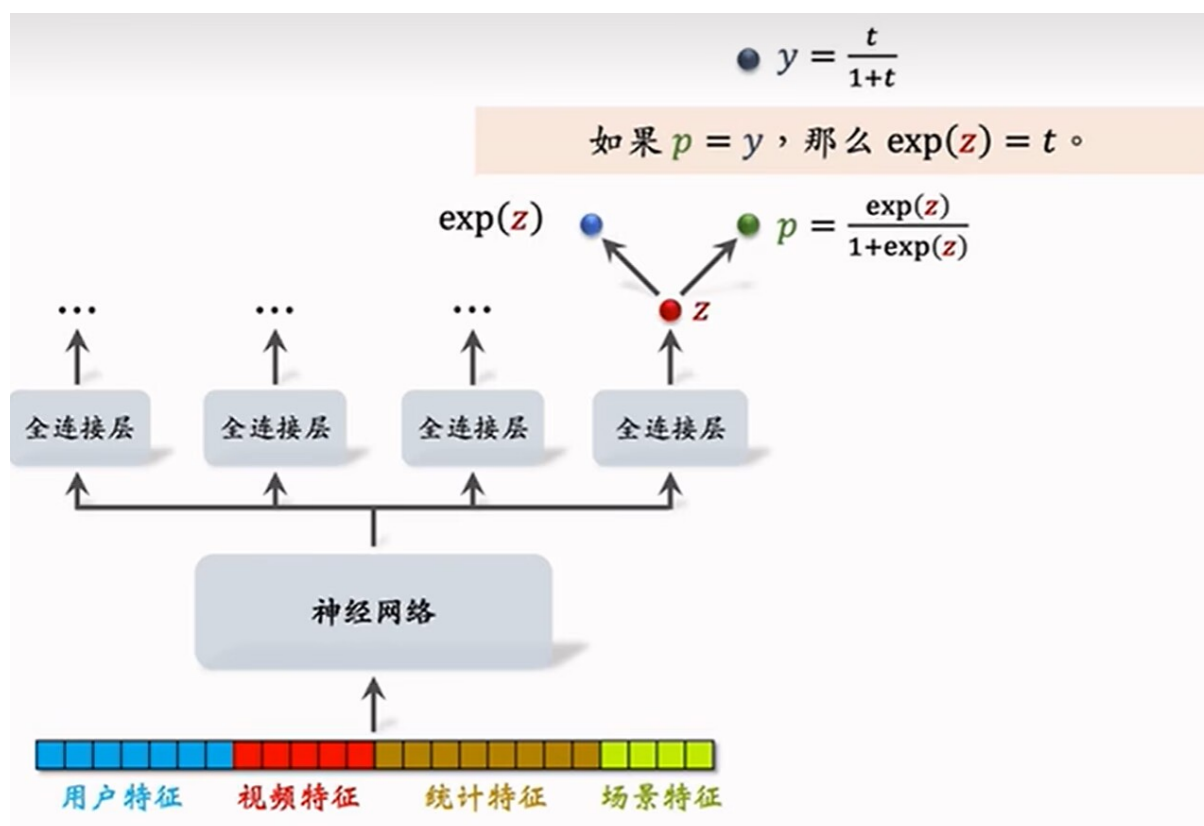 y = t/(1+t)
如果 p = y，那么 exp(z) = t。
exp(z)
p = exp(z)/(1+exp(z))
… … … z
全连接层 全连接层 全连接层 全连接层
神经网络
用户特征 视频特征 统计特征 场景特征